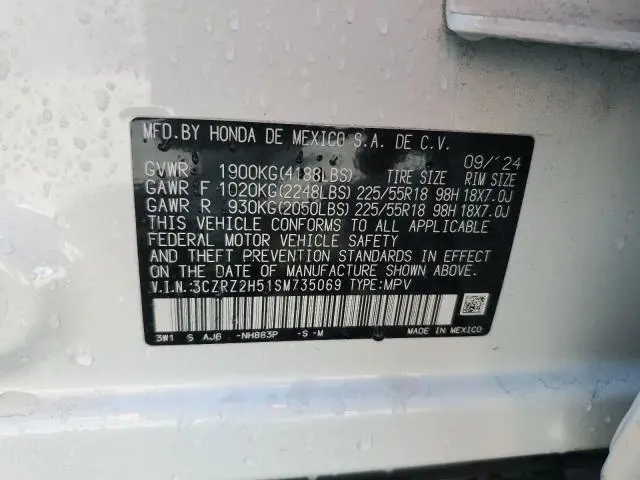 MFD.BY HONDA DE MEXICO S.A. DE C.V.
09/'24
GVWR 1900KG(4188LBS) TIRE SIZE RIM SIZE
GAWR F 1020KG(2248LBS) 225/55R18 98H 18X7.0J
GAWR R 930KG(2050LBS) 225/55R18 98H 18X7.0J
THIS VEHICLE CONFORMS TO ALL APPLICABLE
FEDERAL MOTOR VEHICLE SAFETY
AND THEFT PREVENTION STANDARDS IN EFFECT
ON THE DATE OF MANUFACTURE SHOWN ABOVE.
V.I.N.:3CZRZ2H51SM735069 TYPE:MPV
3W1 S AJ6 -NH883P -S-M
MADE IN MEXICO